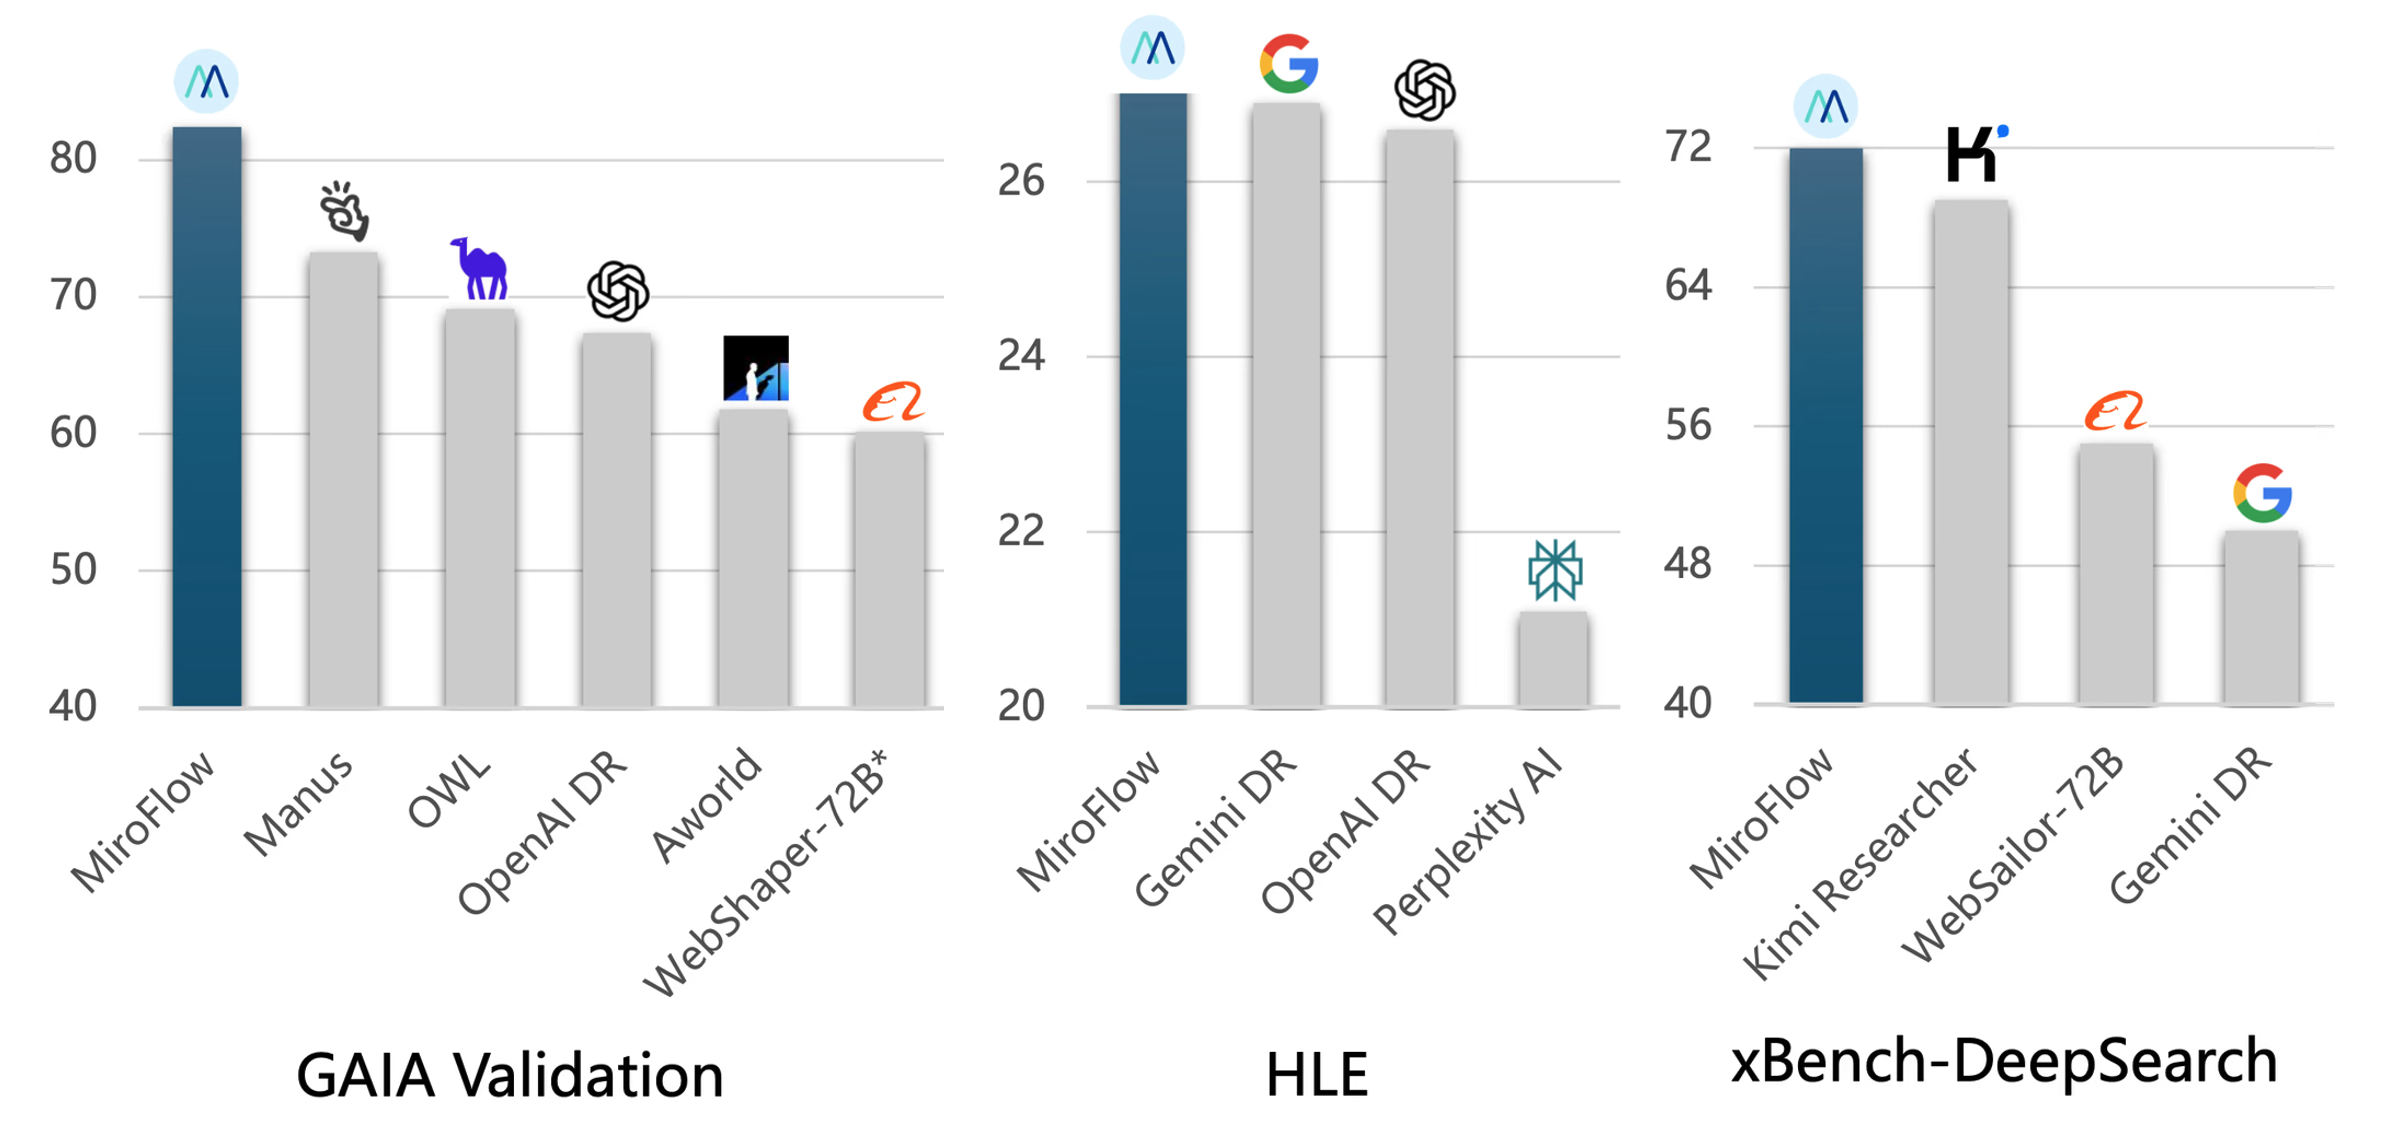 80
70
60
50
40
MiroFlow
Manus
OWL
OpenAI DR
Aworld
WebShaper-72B*
GAIA Validation
26
24
22
20
MiroFlow
Gemini DR
OpenAI DR
Perplexity AI
HLE
72
64
56
48
40
MiroFlow
Kimi Researcher
WebSailor-72B
Gemini DR
xBench-DeepSearch